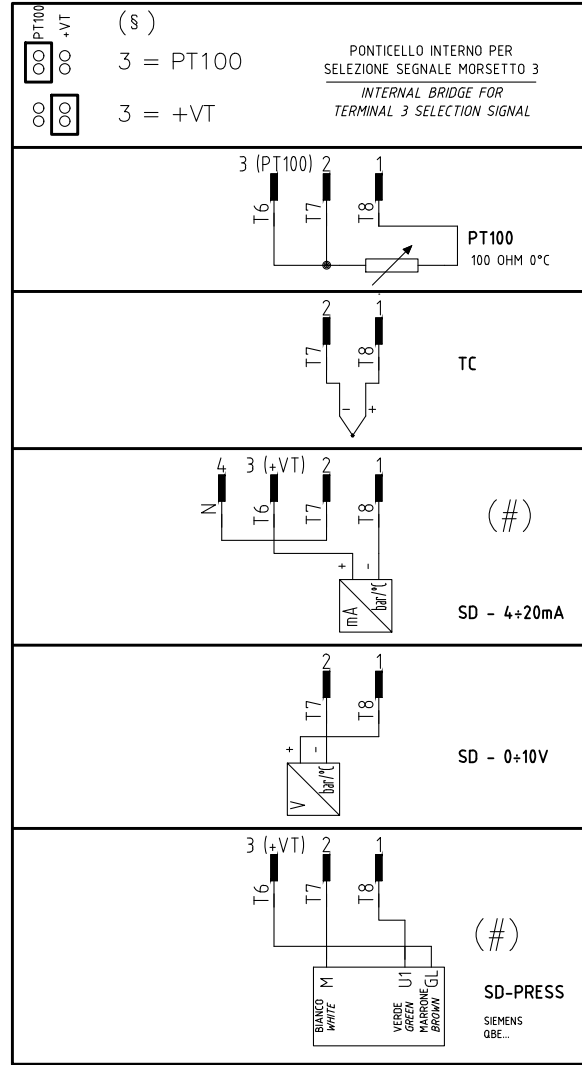 PT100
+VT
(§)
3 = PT100
3 = +VT
PONTICELLO INTERNO PER
SELEZIONE SEGNALE MORSETTO 3
INTERNAL BRIDGE FOR
TERMINAL 3 SELECTION SIGNAL
3 (PT100) 2 1
T6 T7 T8
PT100
100 OHM 0°C
2 1
T7 T8
- +
TC
4 3 (+VT) 2 1
N T6 T7 T8
(#)
+ -
mA bar/°C
SD - 4÷20mA
2 1
T7 T8
+ -
V bar/°C
SD - 0÷10V
3 (+VT) 2 1
T6 T7 T8
(#)
M U1 GL
BIANCO
WHITE
VERDE
GREEN
MARRONE
BROWN
SD-PRESS
SIEMENS
QBE...